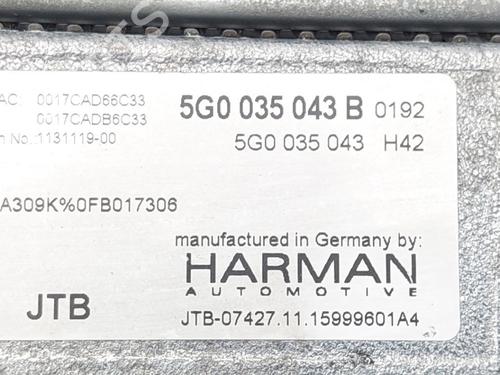 AC: 0017CAD66C33
0017CADB6C33
n No.: 1131119-00
5G0 035 043 B 0192
5G0 035 043 H42
A309K%0FB017306
manufactured in Germany by:
HARMAN
AUTOMOTIVE
JTB
JTB-07427.11.15999601A4